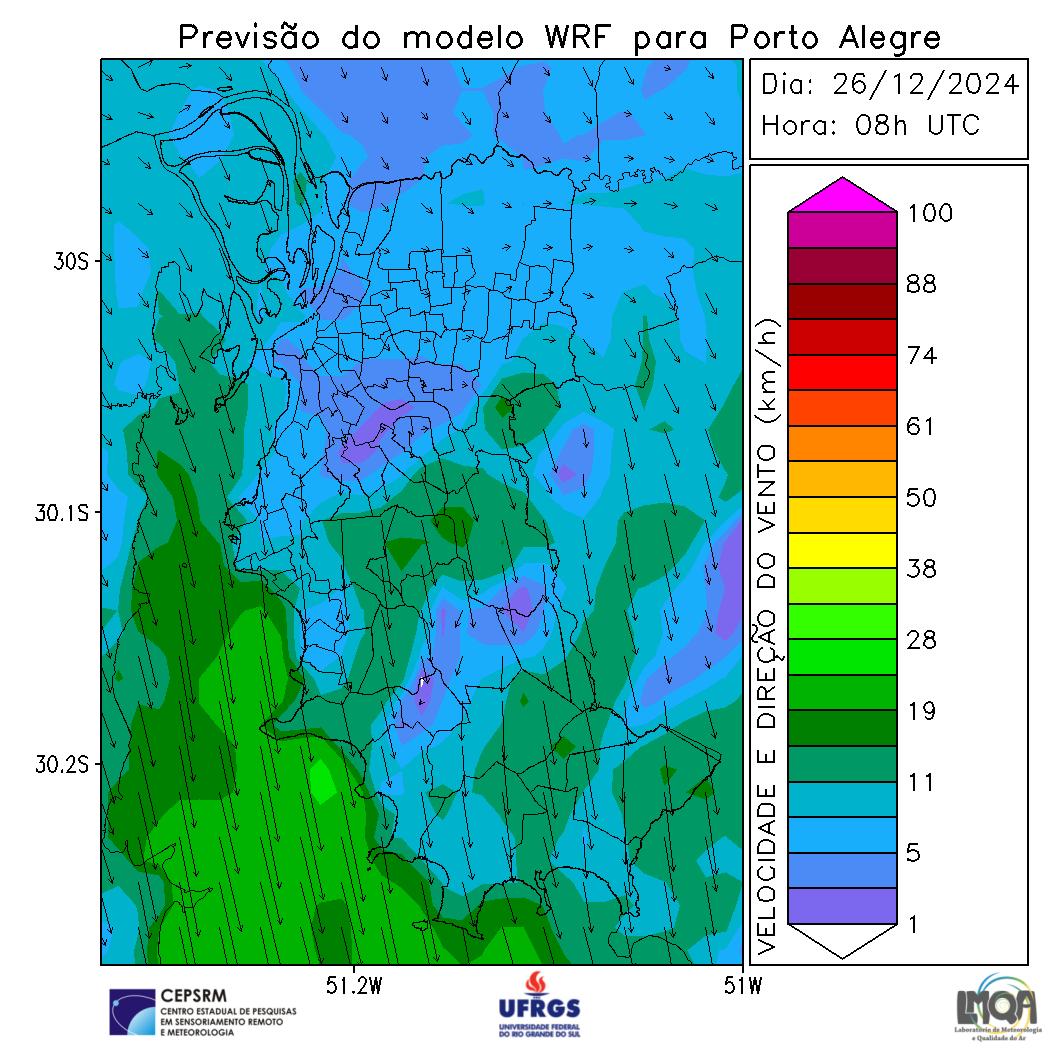 Previsão do modelo WRF para Porto Alegre
Dia: 26/12/2024
Hora: 08h UTC
30S
30.1S
30.2S
51.2W
51W
VELOCIDADE E DIREÇÃO DO VENTO (km/h)
100
88
74
61
50
38
28
19
11
5
1
CEPSRM
CENTRO ESTADUAL DE PESQUISAS
EM SENSORIAMENTO REMOTO
E METEOROLOGIA
UFRGS
UNIVERSIDADE FEDERAL
DO RIO GRANDE DO SUL
LMQA
Laboratório de Meteorologia
e Qualidade do Ar